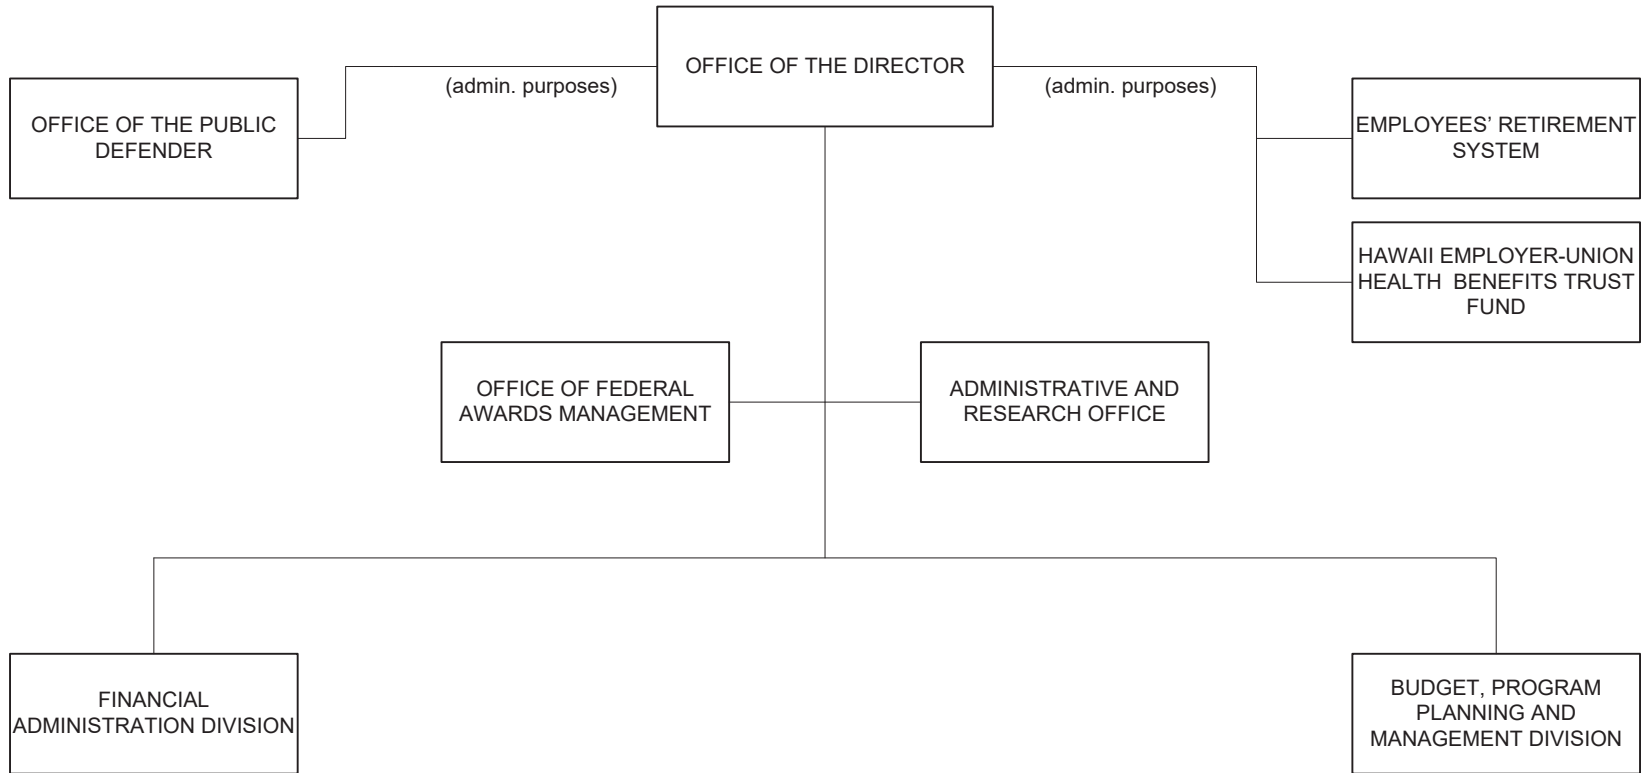 OFFICE OF THE DIRECTOR
(admin. purposes)
(admin. purposes)
OFFICE OF THE PUBLIC
DEFENDER
EMPLOYEES’ RETIREMENT
SYSTEM
HAWAII EMPLOYER-UNION
HEALTH  BENEFITS TRUST
FUND
OFFICE OF FEDERAL
AWARDS MANAGEMENT
ADMINISTRATIVE AND
RESEARCH OFFICE
FINANCIAL
ADMINISTRATION DIVISION
BUDGET, PROGRAM
PLANNING AND
MANAGEMENT DIVISION